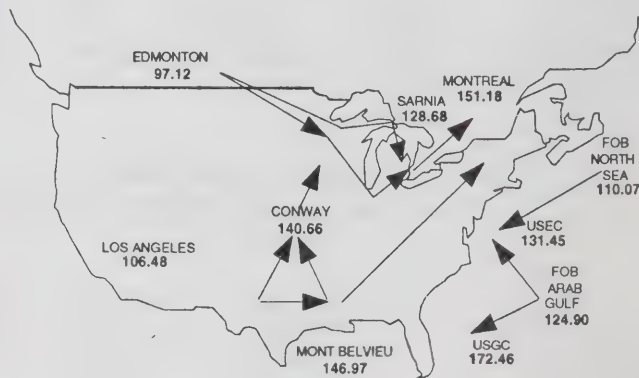 EDMONTON
97.12
MONTREAL
151.18
SARNIA
128.68
FOB
NORTH
SEA
110.07
CONWAY
140.66
LOS ANGELES
106.48
USEC
131.45
FOB
ARAB
GULF
124.90
USGC
172.46
MONT BELVIEU
146.97